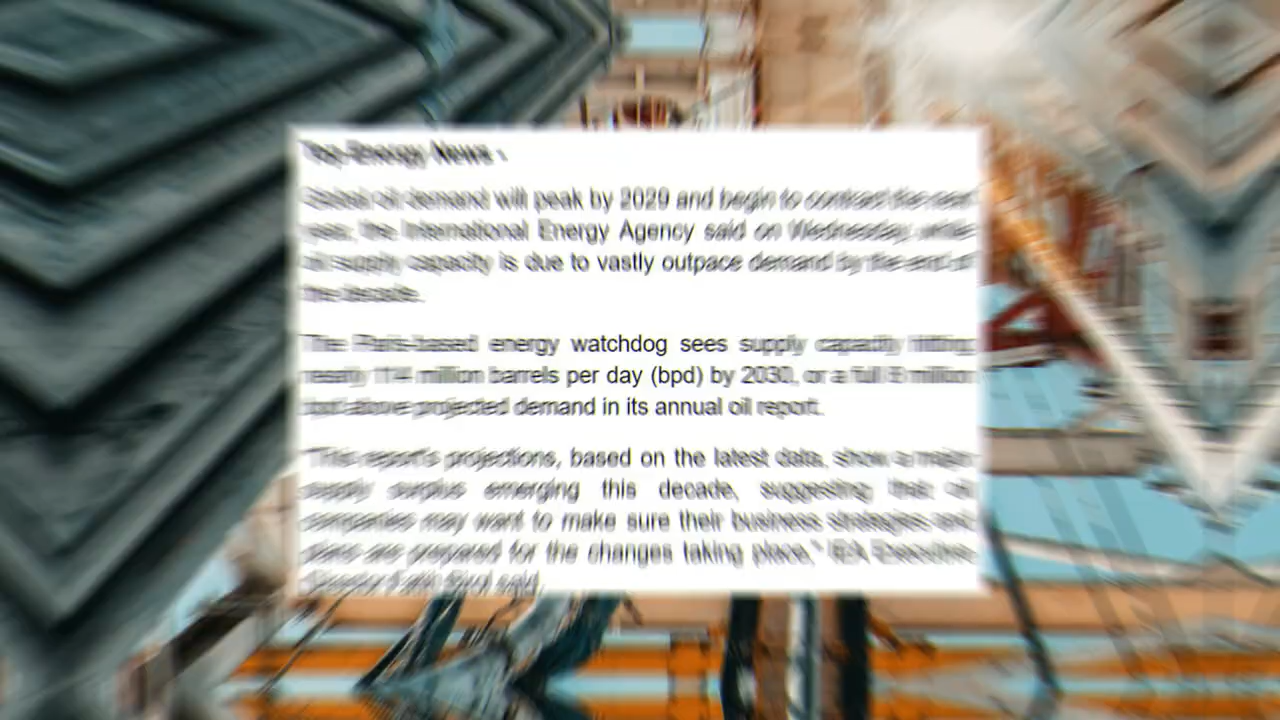 Top Energy News -
Global oil demand will peak by 2029 and begin to contract the next
year, the International Energy Agency said on Wednesday, while
oil supply capacity is due to vastly outpace demand by the end of
the decade.
The Paris-based energy watchdog sees supply capacity hitting
nearly 114 million barrels per day (bpd) by 2030, or a full 8 million
bpd above projected demand in its annual oil report.
"This report's projections, based on the latest data, show a major
supply surplus emerging this decade, suggesting that oil
companies may want to make sure their business strategies and
plans are prepared for the changes taking place," IEA Executive
Director Fatih Birol said.